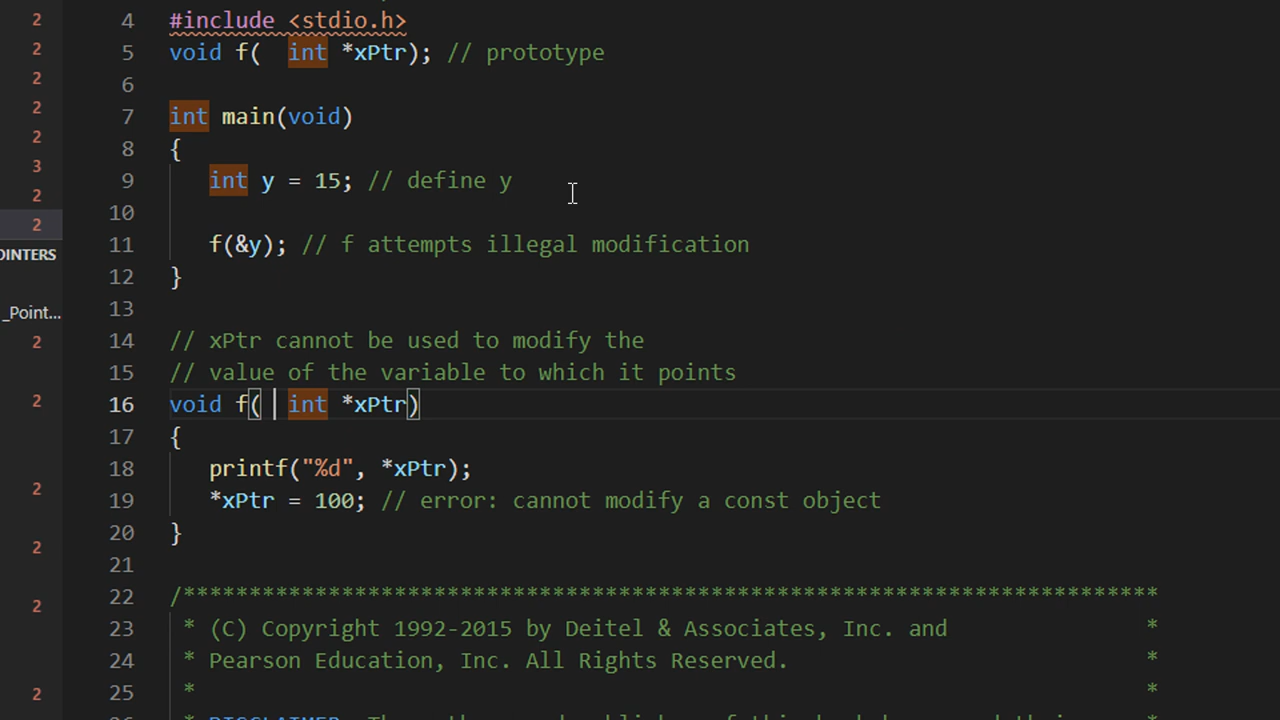 2
2
2
2
2
3
2
2
OINTERS
_Point...
2
2
2
2
2
2
4 #include <stdio.h>
5 void f(  int *xPtr); // prototype
6
7 int main(void)
8 {
9 int y = 15; // define y
10
11 f(&y); // f attempts illegal modification
12 }
13
14 // xPtr cannot be used to modify the
15 // value of the variable to which it points
16 void f(  int *xPtr)
17 {
18 printf("%d", *xPtr);
19 *xPtr = 100; // error: cannot modify a const object
20 }
21
22 /**************************************************************************
23 * (C) Copyright 1992-2015 by Deitel & Associates, Inc. and *
24 * Pearson Education, Inc. All Rights Reserved. *
25 * *